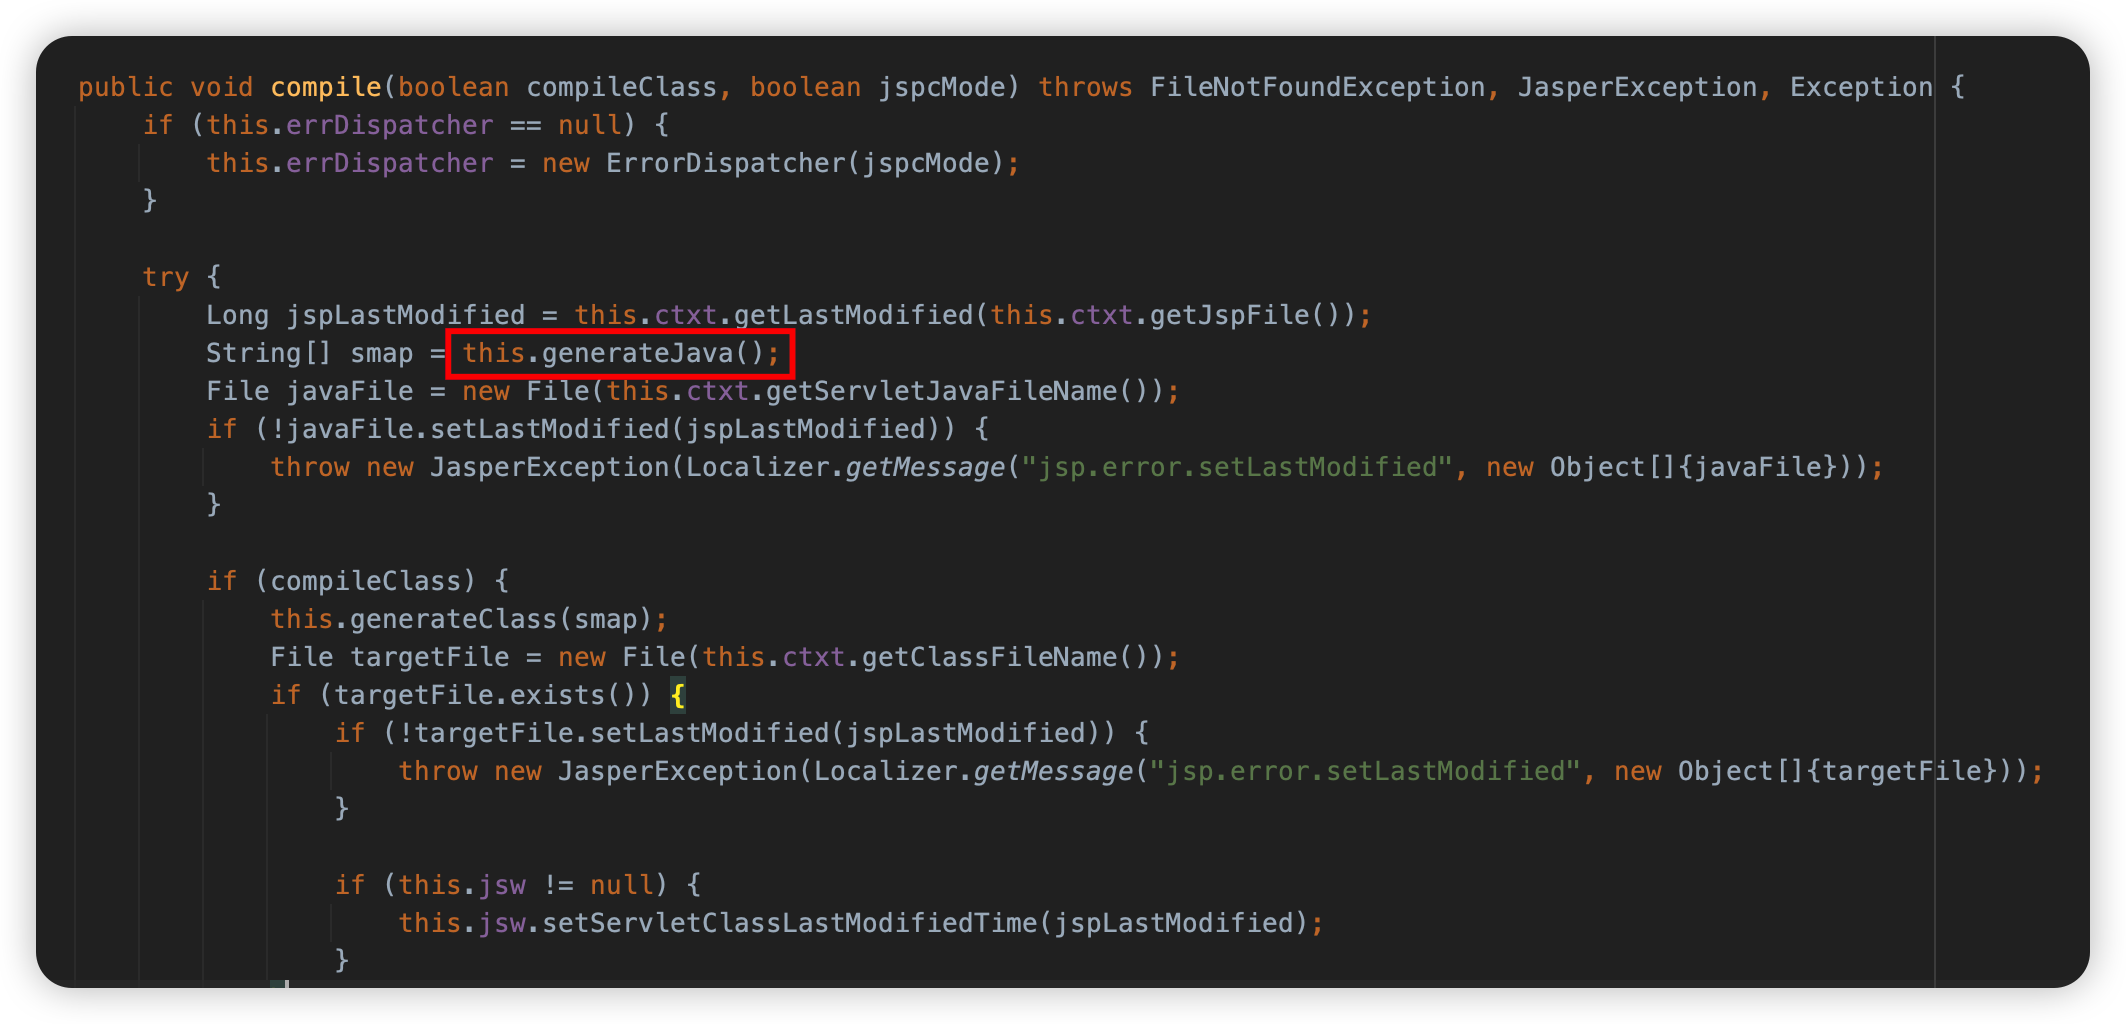 public void compile(boolean compileClass, boolean jspcMode) throws FileNotFoundException, JasperException, Exception {
    if (this.errDispatcher == null) {
        this.errDispatcher = new ErrorDispatcher(jspcMode);
    }

    try {
        Long jspLastModified = this.ctxt.getLastModified(this.ctxt.getJspFile());
        String[] smap = this.generateJava();
        File javaFile = new File(this.ctxt.getServletJavaFileName());
        if (!javaFile.setLastModified(jspLastModified)) {
            throw new JasperException(Localizer.getMessage("jsp.error.setLastModified", new Object[]{javaFile}));
        }

        if (compileClass) {
            this.generateClass(smap);
            File targetFile = new File(this.ctxt.getClassFileName());
            if (targetFile.exists()) {
                if (!targetFile.setLastModified(jspLastModified)) {
                    throw new JasperException(Localizer.getMessage("jsp.error.setLastModified", new Object[]{targetFile}));
                }

                if (this.jsw != null) {
                    this.jsw.setServletClassLastModifiedTime(jspLastModified);
                }